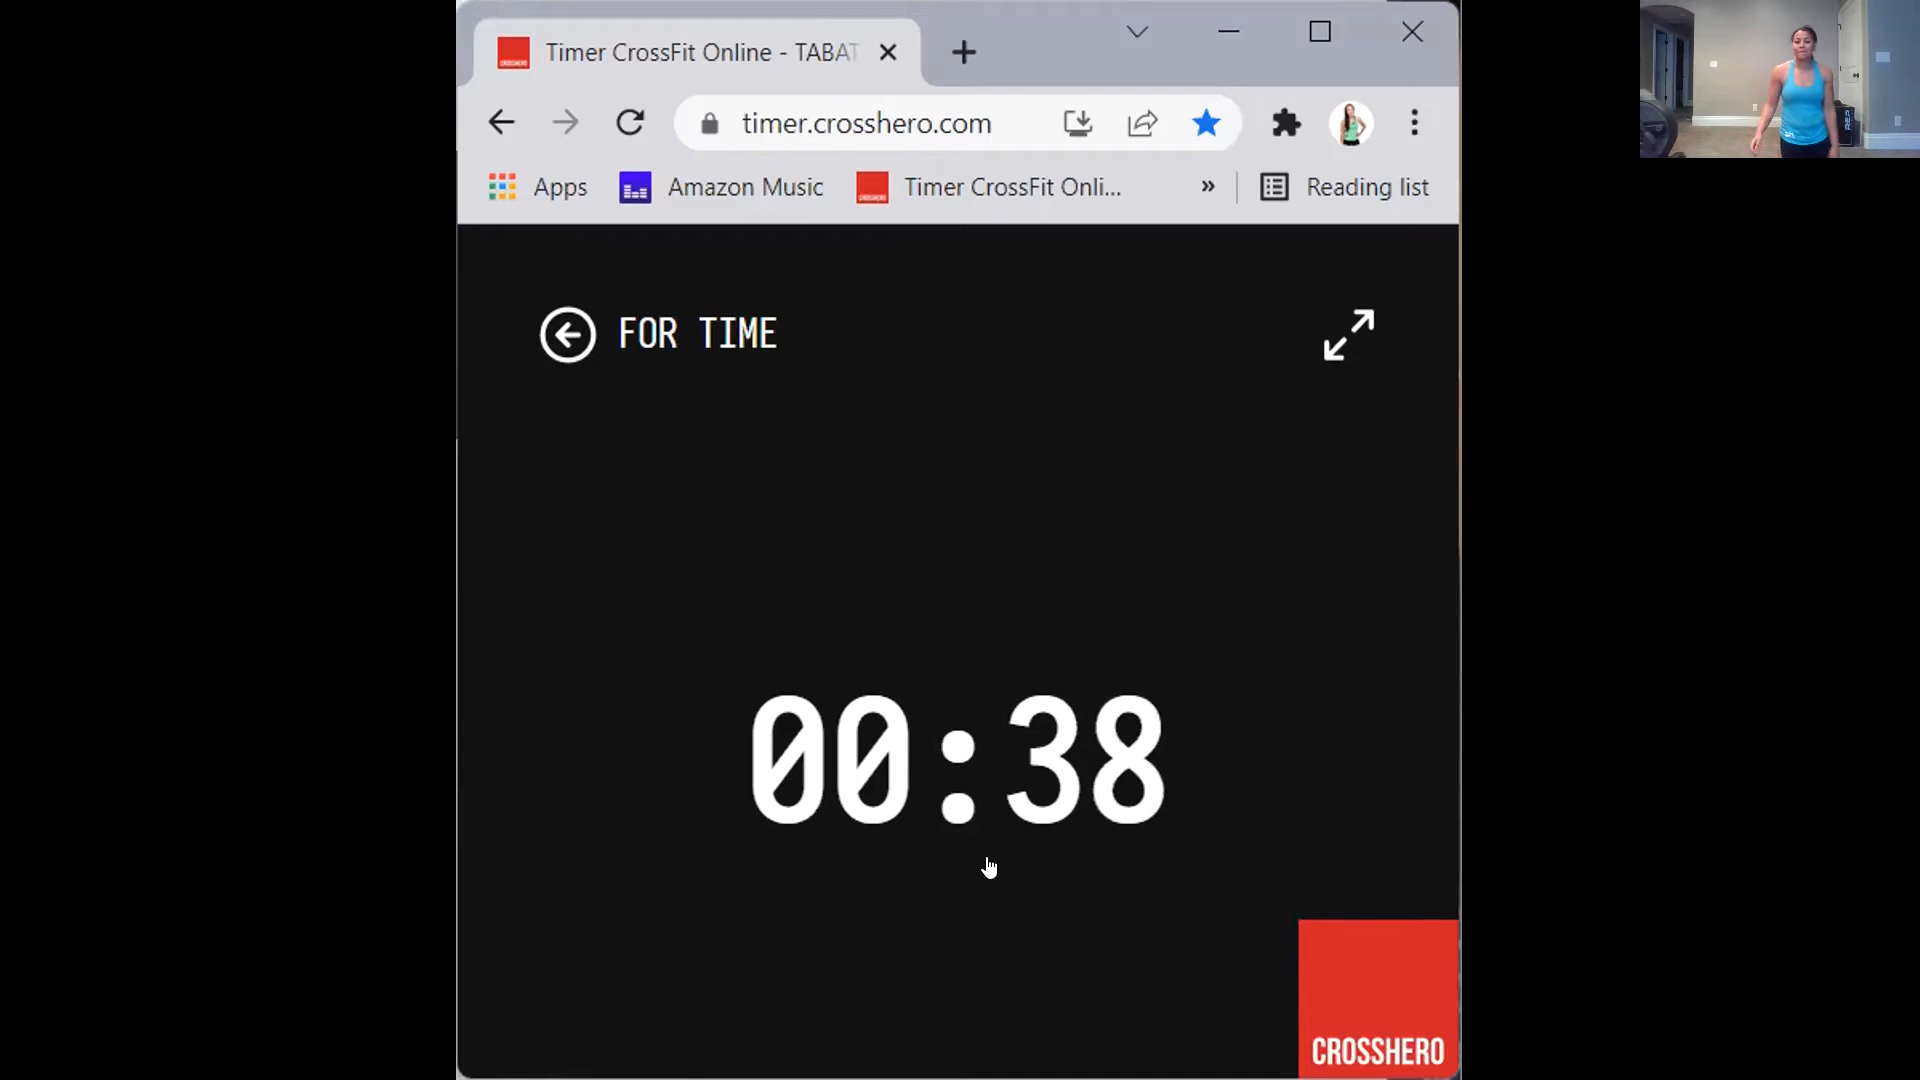 Timer CrossFit Online - TABAT
timer.crosshero.com
Apps
Amazon Music
Timer CrossFit Onli...
»
Reading list
FOR TIME
00:38
CROSSHERO
REP